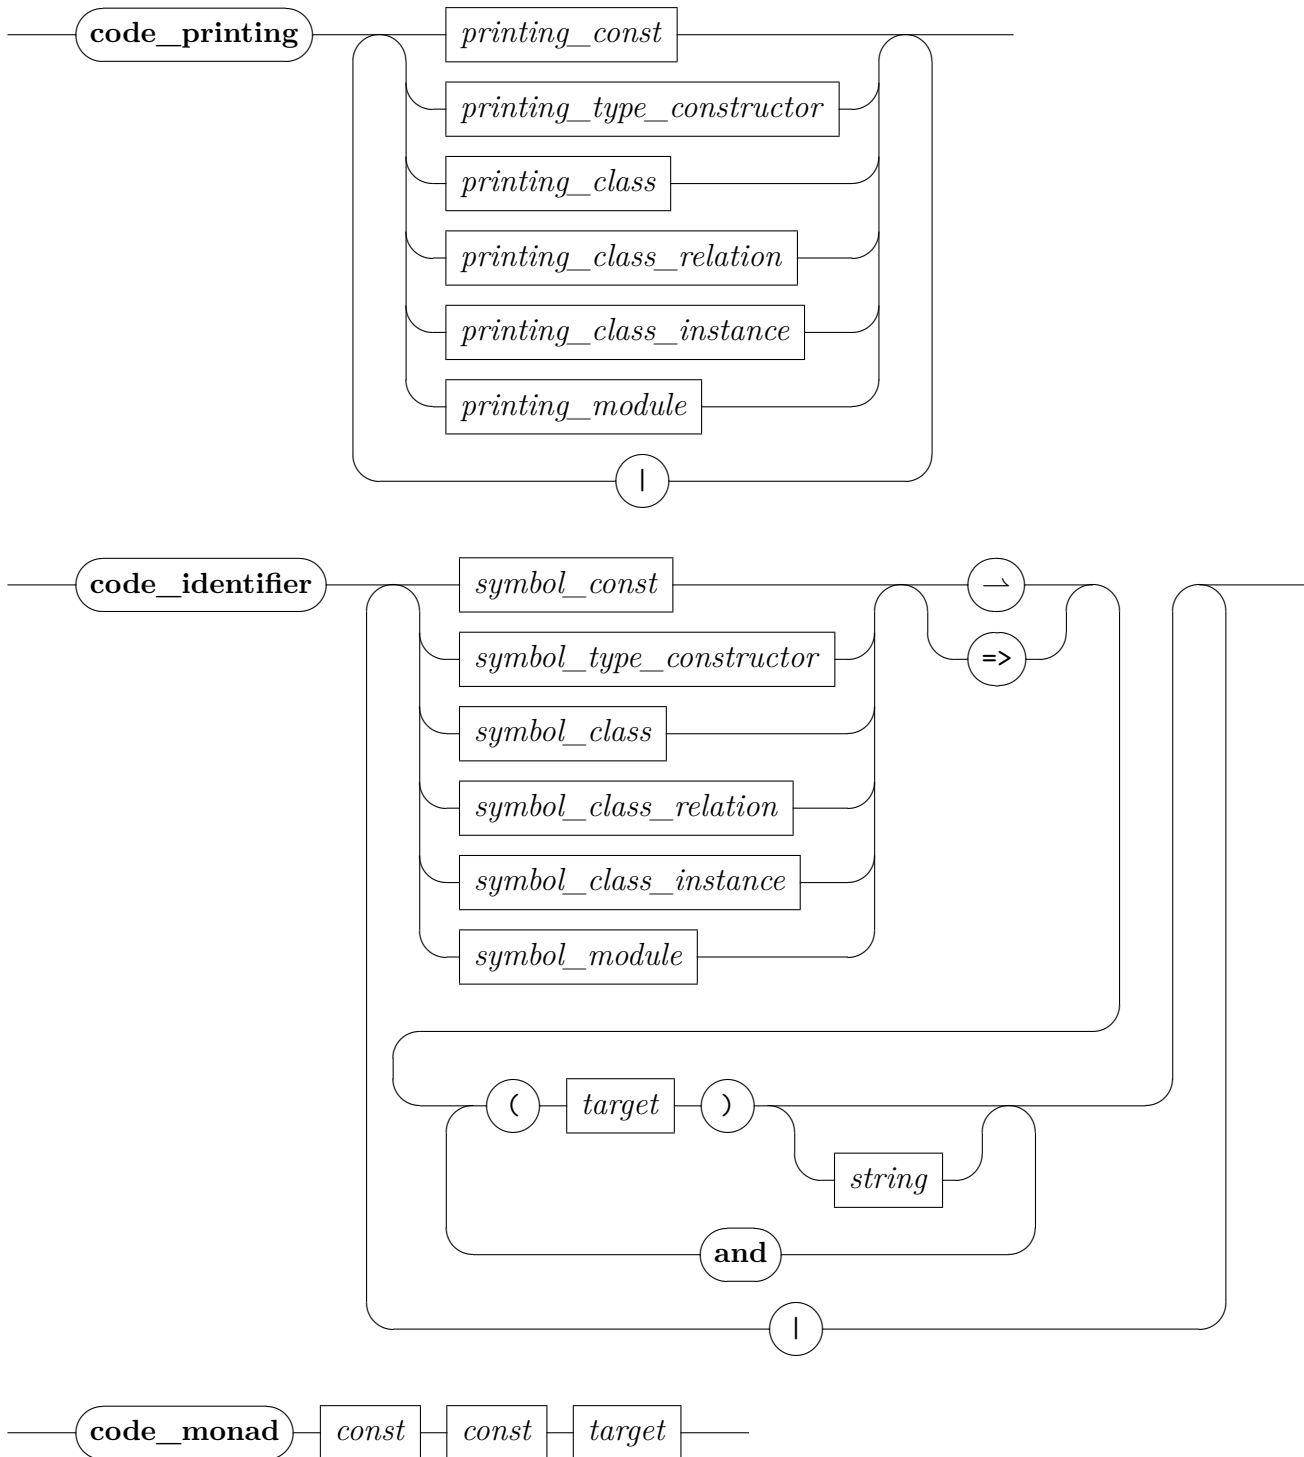 code_printing printing_const
printing_type_constructor
printing_class
printing_class_relation
printing_class_instance
printing_module
|
code_identifier symbol_const ⇀
symbol_type_constructor =>
symbol_class
symbol_class_relation
symbol_class_instance
symbol_module
( target )
string
and
|
code_monad const const target